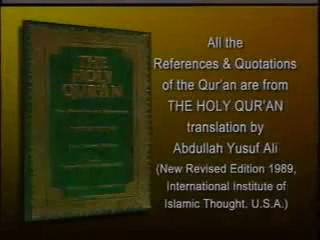 THE
HOLY
QUR'AN
All the
References & Quotations
of the Qur'an are from
THE HOLY QUR'AN
translation by
Abdullah Yusuf Ali
(New Revised Edition 1989,
International Institute of
Islamic Thought. U.S.A.)